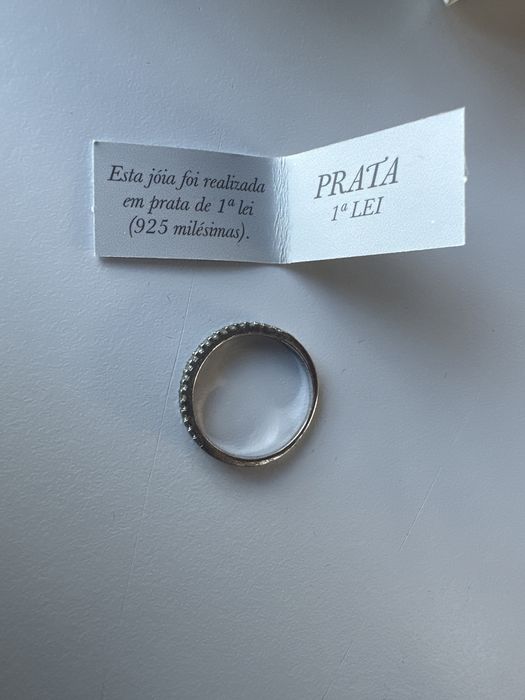 Esta jóia foi realizada
em prata de 1ª lei
(925 milésimas).
PRATA
1ª LEI